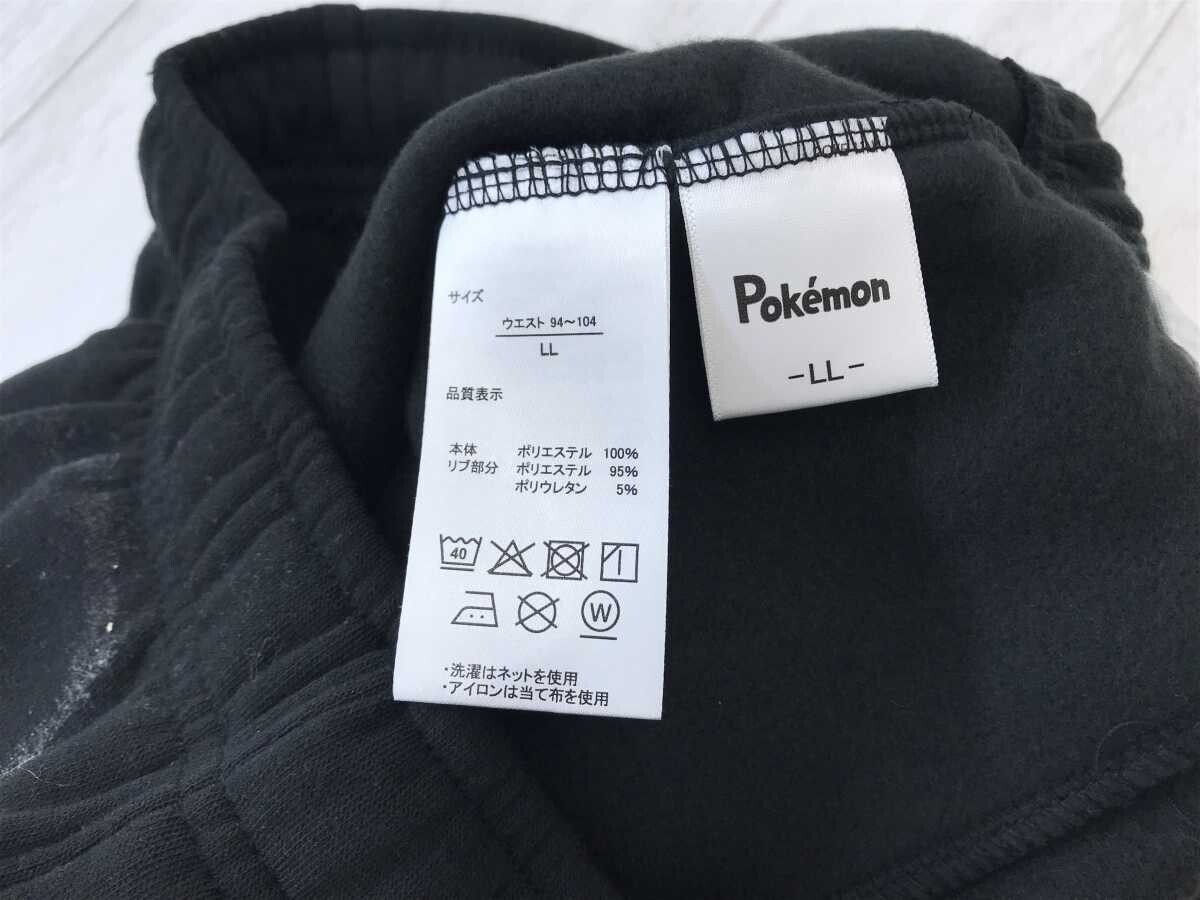 サイズ
ウエスト 94～104
LL
品質表示
本体 ポリエステル 100%
リブ部分 ポリエステル 95%
ポリウレタン 5%
40
W
・洗濯はネットを使用
・アイロンは当て布を使用
Pokémon
-LL-